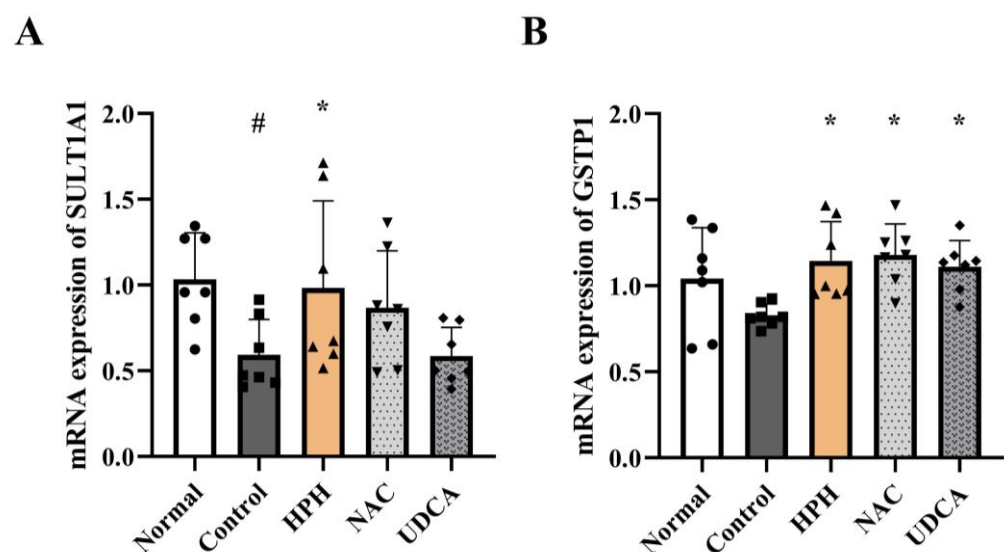 A
mRNA expression of SULT1A1
2.0
1.5
1.0
0.5
0.0
#
*
Normal
Control
HPH
NAC
UDCA
B
mRNA expression of GSTP1
2.0
1.5
1.0
0.5
0.0
*
*
*
Normal
Control
HPH
NAC
UDCA